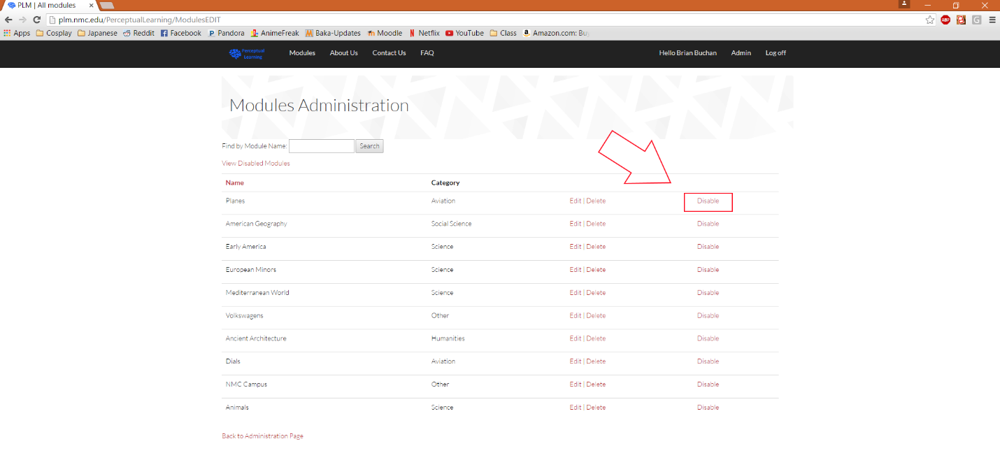 PLM | All modules
plm.nmc.edu/PerceptualLearning/ModulesEDIT
ABP
G
Apps Cosplay Japanese Reddit Facebook Pandora AnimeFreak Baka-Updates Moodle Netflix YouTube Class Amazon.com: Buy
Perceptual
Learning
Modules About Us Contact Us FAQ Hello Brian Buchan Admin Log off
Modules Administration
Find by Module Name: Search
View Disabled Modules
Name Category
Planes Aviation Edit | Delete Disable
American Geography Social Science Edit | Delete Disable
Early America Science Edit | Delete Disable
European Minors Science Edit | Delete Disable
Mediterranean World Science Edit | Delete Disable
Volkswagens Other Edit | Delete Disable
Ancient Architecture Humanities Edit | Delete Disable
Dials Aviation Edit | Delete Disable
NMC Campus Other Edit | Delete Disable
Animals Science Edit | Delete Disable
Back to Administration Page